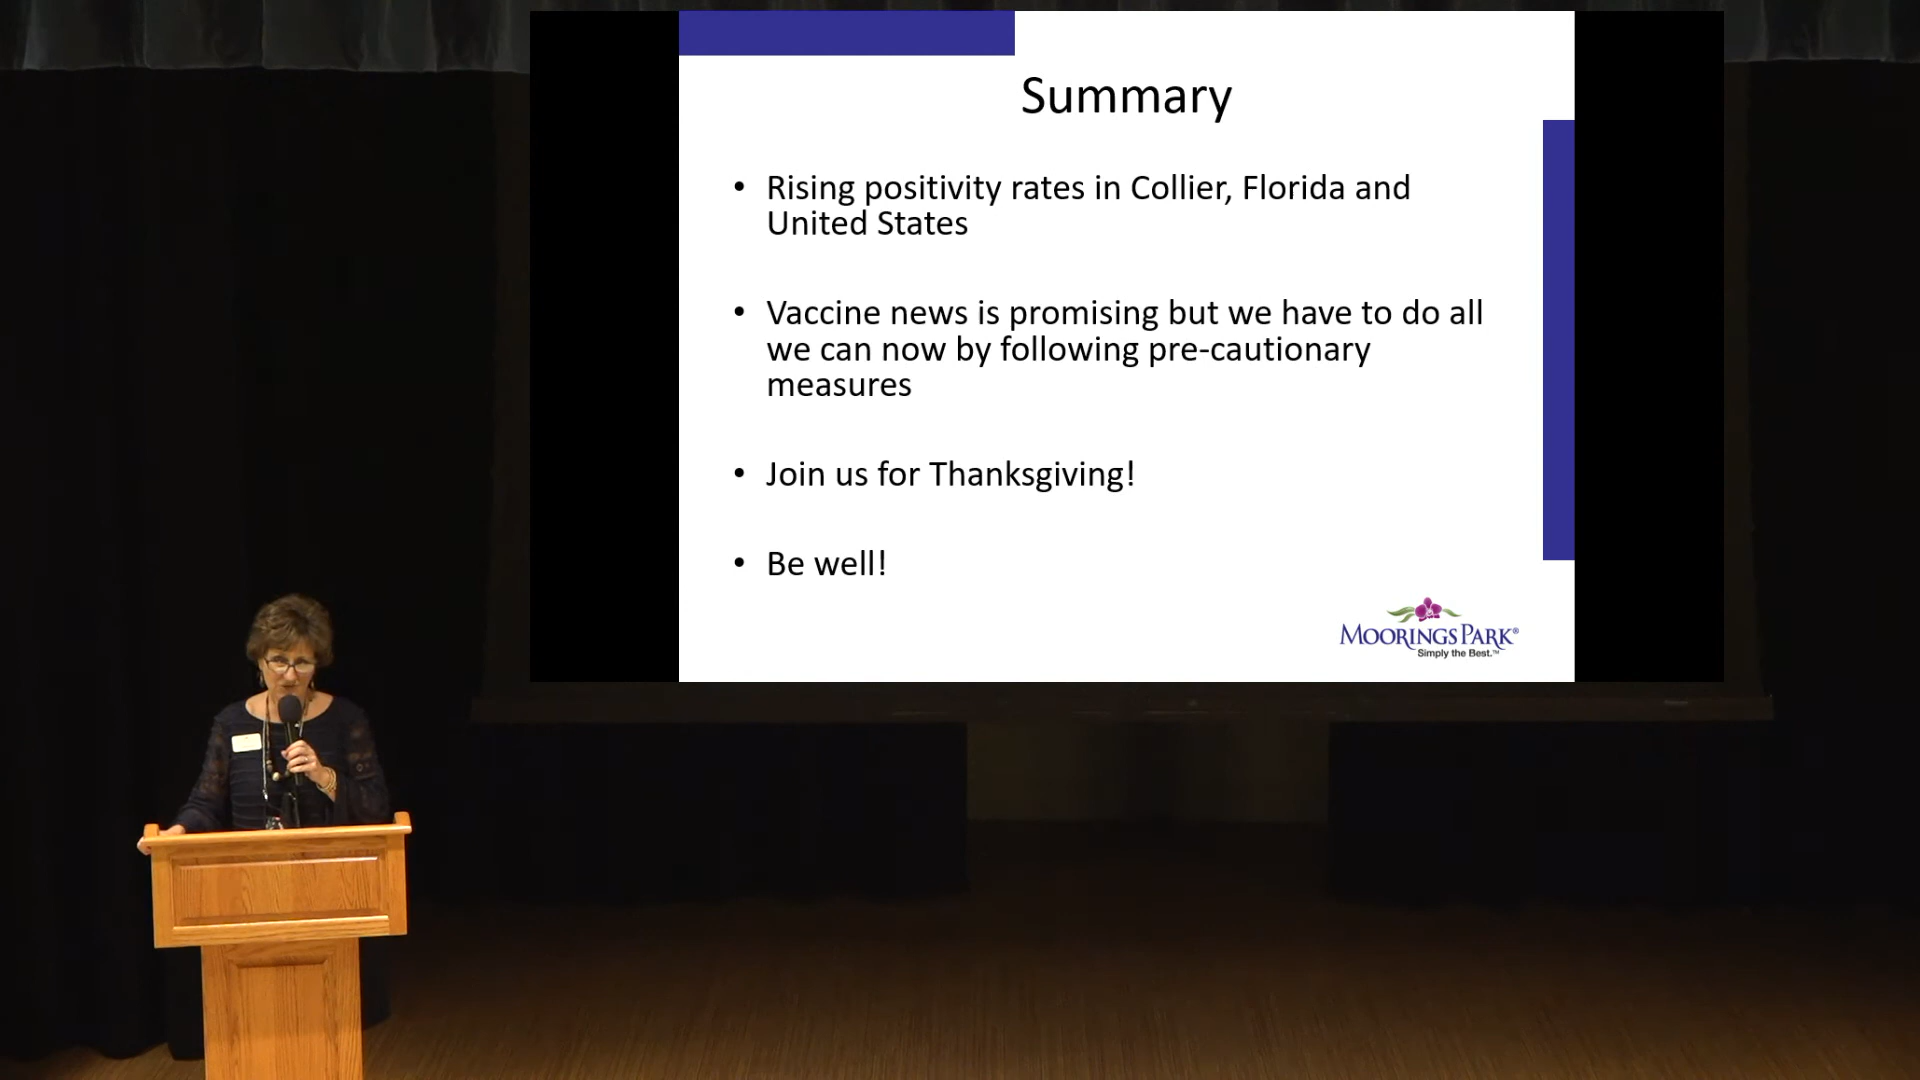 Summary
• Rising positivity rates in Collier, Florida and
United States
• Vaccine news is promising but we have to do all
we can now by following pre-cautionary
measures
• Join us for Thanksgiving!
• Be well!
MOORINGS PARK®
Simply the Best.™